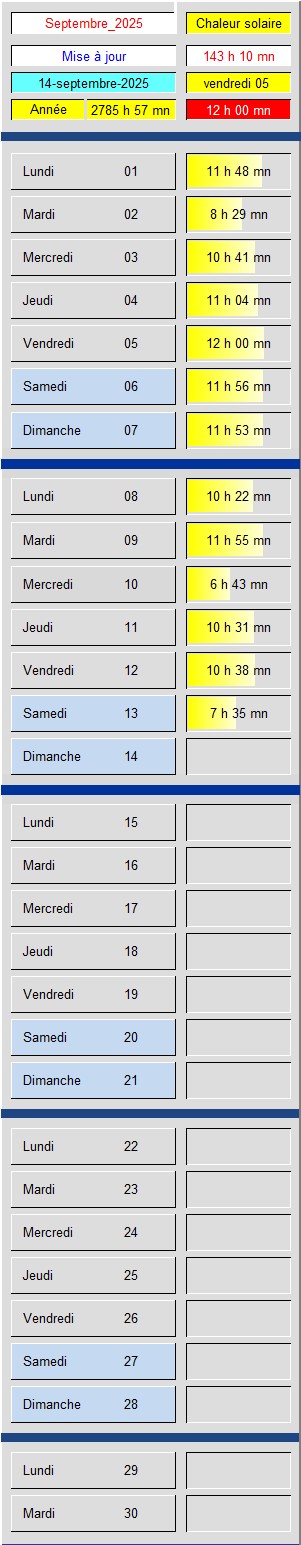 Septembre_2025 Chaleur solaire
Mise à jour 143 h 10 mn
14-septembre-2025 vendredi 05
Année 2785 h 57 mn 12 h 00 mn
Lundi 01 11 h 48 mn
Mardi 02 8 h 29 mn
Mercredi 03 10 h 41 mn
Jeudi 04 11 h 04 mn
Vendredi 05 12 h 00 mn
Samedi 06 11 h 56 mn
Dimanche 07 11 h 53 mn
Lundi 08 10 h 22 mn
Mardi 09 11 h 55 mn
Mercredi 10 6 h 43 mn
Jeudi 11 10 h 31 mn
Vendredi 12 10 h 38 mn
Samedi 13 7 h 35 mn
Dimanche 14
Lundi 15
Mardi 16
Mercredi 17
Jeudi 18
Vendredi 19
Samedi 20
Dimanche 21
Lundi 22
Mardi 23
Mercredi 24
Jeudi 25
Vendredi 26
Samedi 27
Dimanche 28
Lundi 29
Mardi 30